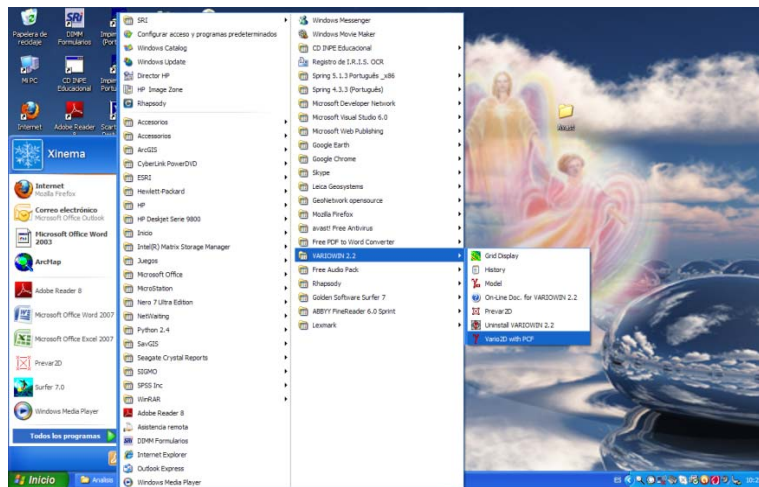 Papelera de
reciclaje
DIMM
Formularios
Mi PC
CD INPE
Educacional
Internet
Adobe Reader
Xinema
Internet
Mozilla Firefox
Correo electrónico
Microsoft Office Outlook
Microsoft Office Word
2003
ArcMap
Adobe Reader 8
Microsoft Office Word 2007
Microsoft Office Excel 2007
Prevar2D
Surfer 7.0
Windows Media Player
Todos los programas
Inicio
Analisis
SRI
Configurar acceso y programas predeterminados
Windows Catalog
Windows Update
Director HP
HP Image Zone
Rhapsody
Accesorios
Accessories
ArcGIS
CyberLink PowerDVD
ESRI
Hewlett-Packard
HP
HP Deskjet Serie 9800
Inicio
Intel(R) Matrix Storage Manager
Juegos
Microsoft Office
MicroStation
Nero 7 Ultra Edition
NetWaiting
Python 2.4
SavGIS
Seagate Crystal Reports
SIGMO
SPSS Inc
WinRAR
Adobe Reader 8
Asistencia remota
DIMM Formularios
Internet Explorer
Outlook Express
Windows Media Player
Windows Messenger
Windows Movie Maker
CD INPE Educacional
Registro de I.R.I.S. OCR
Spring 5.1.3 Português _x86
Spring 4.3.3 (Português)
Microsoft Developer Network
Microsoft Visual Studio 6.0
Microsoft Web Publishing
Google Earth
Google Chrome
Skype
Leica Geosystems
GeoNetwork opensource
Mozilla Firefox
avast! Free Antivirus
Free PDF to Word Converter
VARIOWIN 2.2
Free Audio Pack
Rhapsody
Golden Software Surfer 7
ABBYY FineReader 6.0 Sprint
Lexmark
Grid Display
History
Model
On-Line Doc. for VARIOWIN 2.2
Prevar2D
Uninstall VARIOWIN 2.2
Vario2D with PCF
ES